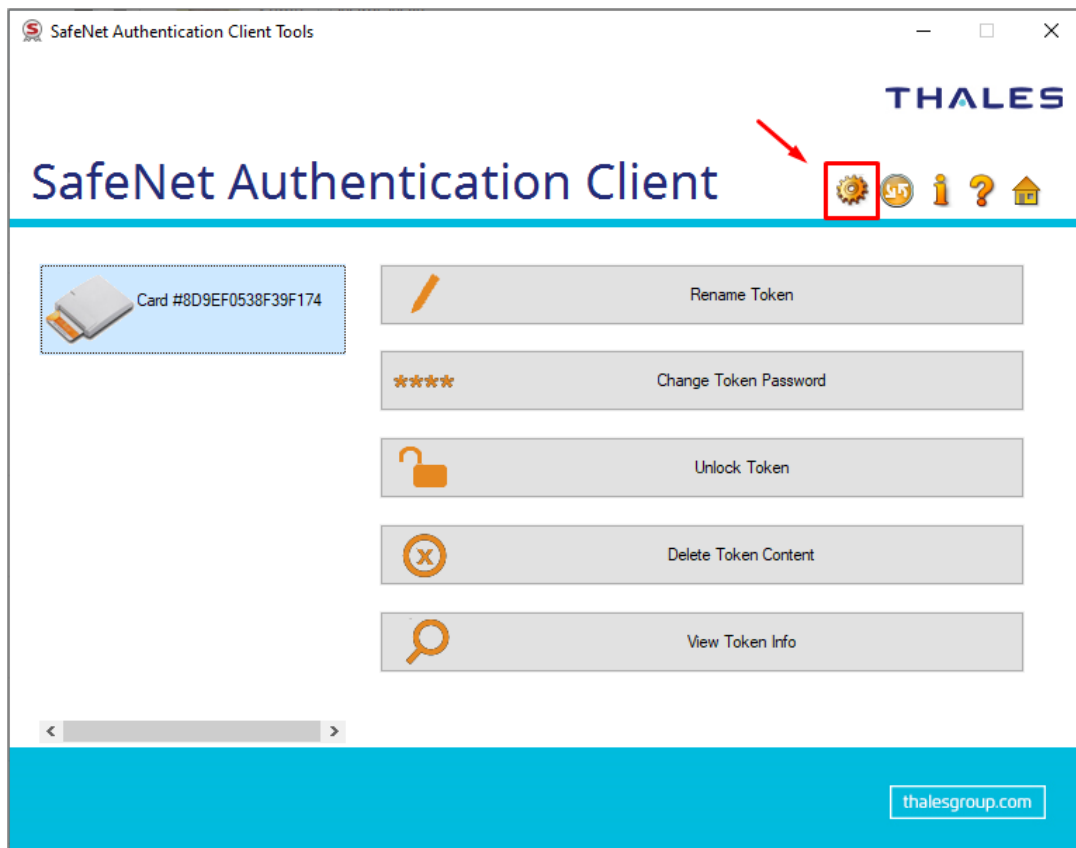 SafeNet Authentication Client Tools
THALES
SafeNet Authentication Client
Card #8D9EF0538F39F174
Rename Token
Change Token Password
Unlock Token
Delete Token Content
View Token Info
thalesgroup.com